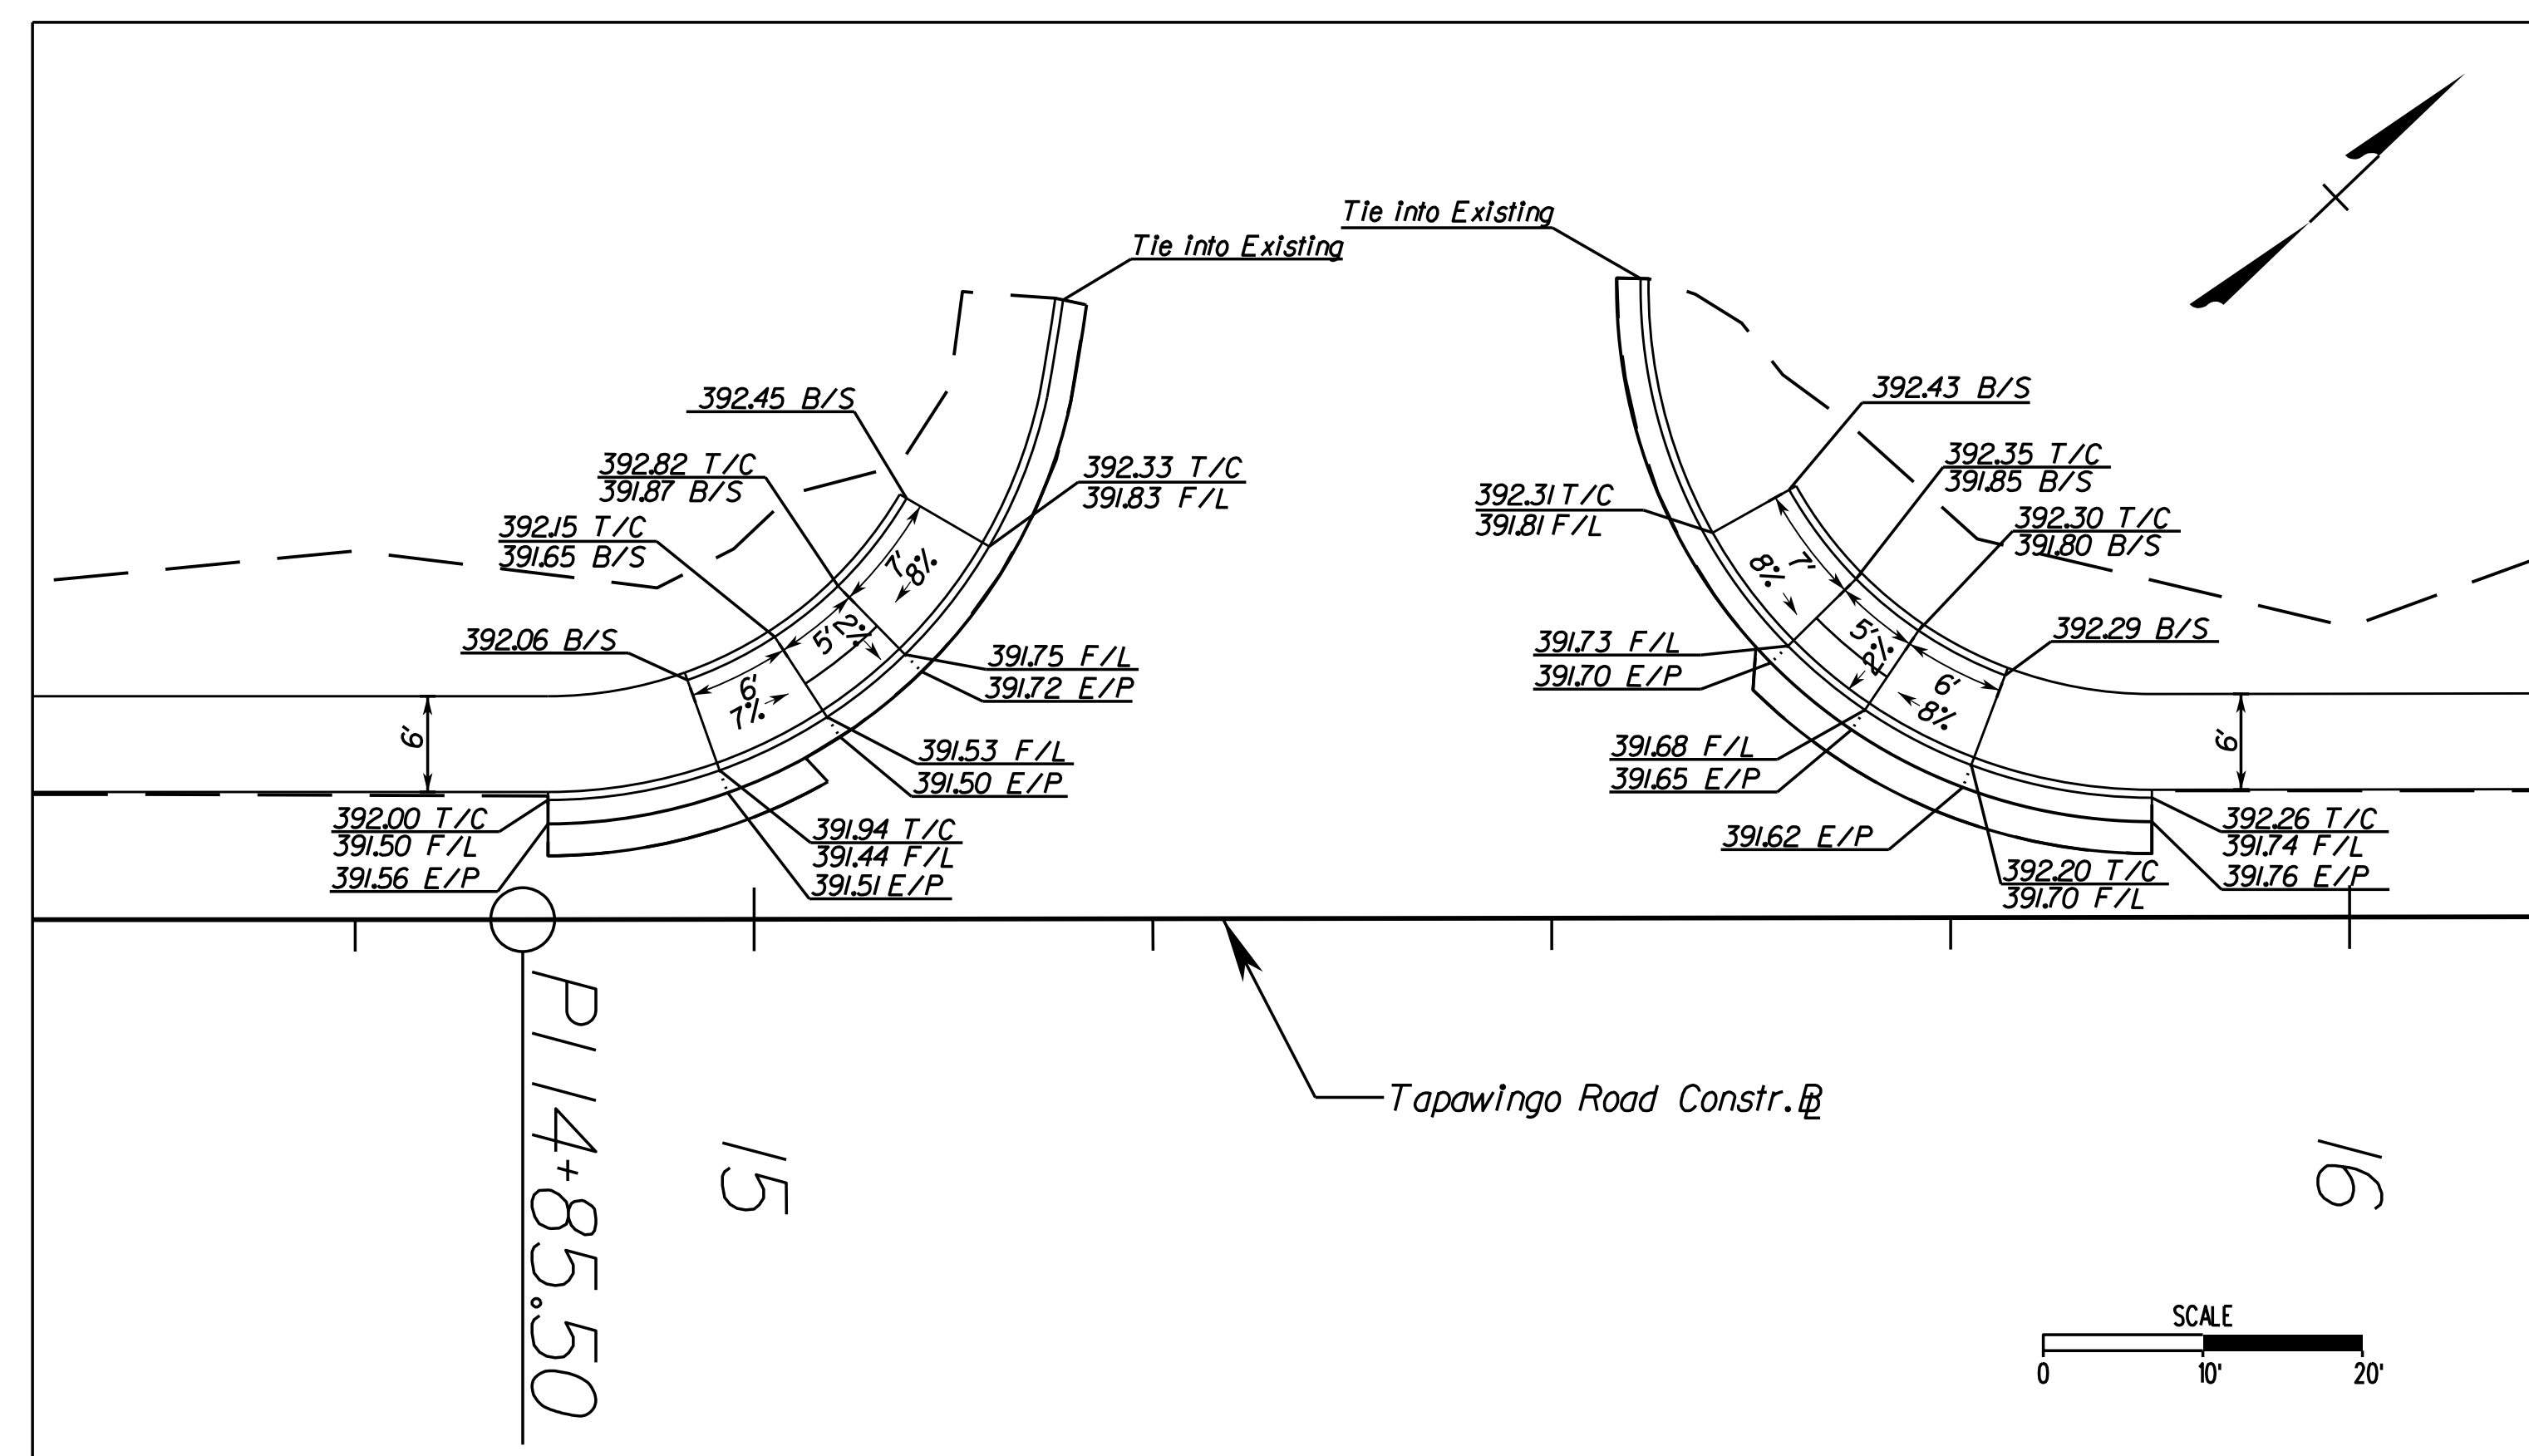 Tie into Existing
Tie into Existing
392.45 B/S
392.43 B/S
392.82 T/C
391.87 B/S
392.33 T/C
391.83 F/L
392.35 T/C
391.85 B/S
392.31 T/C
391.81 F/L
392.15 T/C
391.65 B/S
392.30 T/C
391.80 B/S
7'
8%
7'
8%
392.06 B/S
5'
2%
391.75 F/L
391.72 E/P
391.73 F/L
391.70 E/P
5'
2%
392.29 B/S
6'
7%
6'
8%
6'
6'
391.53 F/L
391.50 E/P
391.68 F/L
391.65 E/P
392.00 T/C
391.50 F/L
391.56 E/P
391.94 T/C
391.44 F/L
391.51 E/P
391.62 E/P
392.20 T/C
391.70 F/L
392.26 T/C
391.74 F/L
391.76 E/P
PI 14+85.50
15
Tapawingo Road Constr. BL
16
SCALE
0 10' 20'